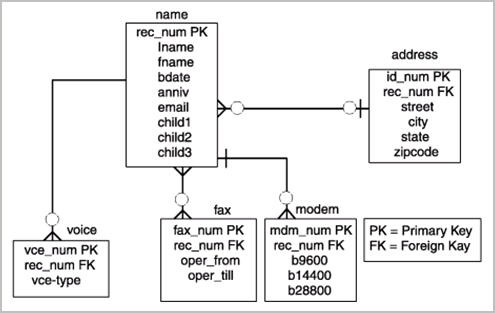 name
rec_num PK
lname
fname
bdate
anniv
email
child1
child2
child3
address
id_num PK
rec_num FK
street
city
state
zipcode
voice
vce_num PK
rec_num FK
vce-type
fax
fax_num PK
rec_num FK
oper_from
oper_till
modem
mdm_num PK
rec_num FK
b9600
b14400
b28800
PK = Primary Key
FK = Foreign Kay